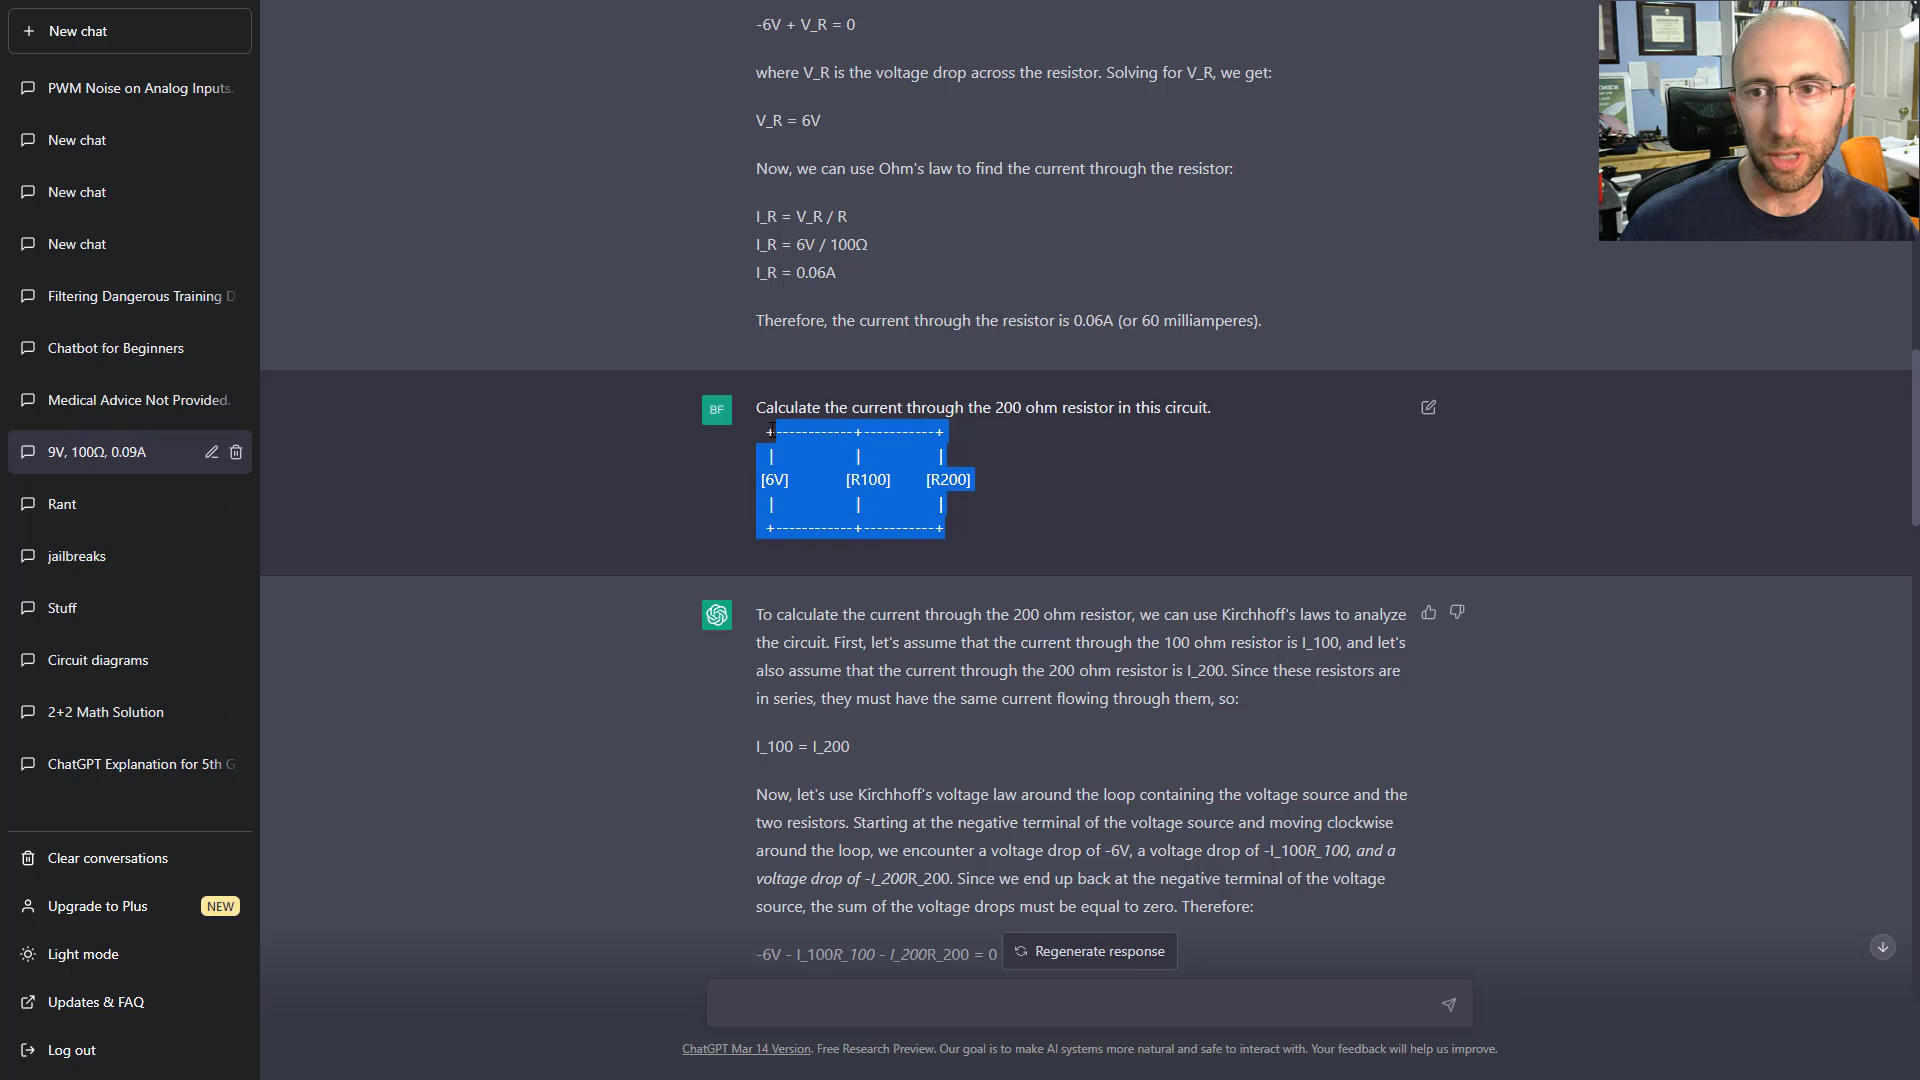 New chat
PWM Noise on Analog Inputs.
New chat
New chat
New chat
Filtering Dangerous Training D
Chatbot for Beginners
Medical Advice Not Provided.
9V, 100Ω, 0.09A
Rant
jailbreaks
Stuff
Circuit diagrams
2+2 Math Solution
ChatGPT Explanation for 5th G
Clear conversations
Upgrade to Plus NEW
Light mode
Updates & FAQ
Log out
-6V + V_R = 0
where V_R is the voltage drop across the resistor. Solving for V_R, we get:
V_R = 6V
Now, we can use Ohm's law to find the current through the resistor:
I_R = V_R / R
I_R = 6V / 100Ω
I_R = 0.06A
Therefore, the current through the resistor is 0.06A (or 60 milliamperes).
BF
Calculate the current through the 200 ohm resistor in this circuit.
+------------+-----------+
| | |
[6V] [R100] [R200]
| | |
+------------+-----------+
To calculate the current through the 200 ohm resistor, we can use Kirchhoff's laws to analyze
the circuit. First, let's assume that the current through the 100 ohm resistor is I_100, and let's
also assume that the current through the 200 ohm resistor is I_200. Since these resistors are
in series, they must have the same current flowing through them, so:
I_100 = I_200
Now, let's use Kirchhoff's voltage law around the loop containing the voltage source and the
two resistors. Starting at the negative terminal of the voltage source and moving clockwise
around the loop, we encounter a voltage drop of -6V, a voltage drop of -I_100R_100, and a
voltage drop of -I_200R_200. Since we end up back at the negative terminal of the voltage
source, the sum of the voltage drops must be equal to zero. Therefore:
-6V - I_100R_100 - I_200R_200 = 0
Regenerate response
ChatGPT Mar 14 Version. Free Research Preview. Our goal is to make AI systems more natural and safe to interact with. Your feedback will help us improve.